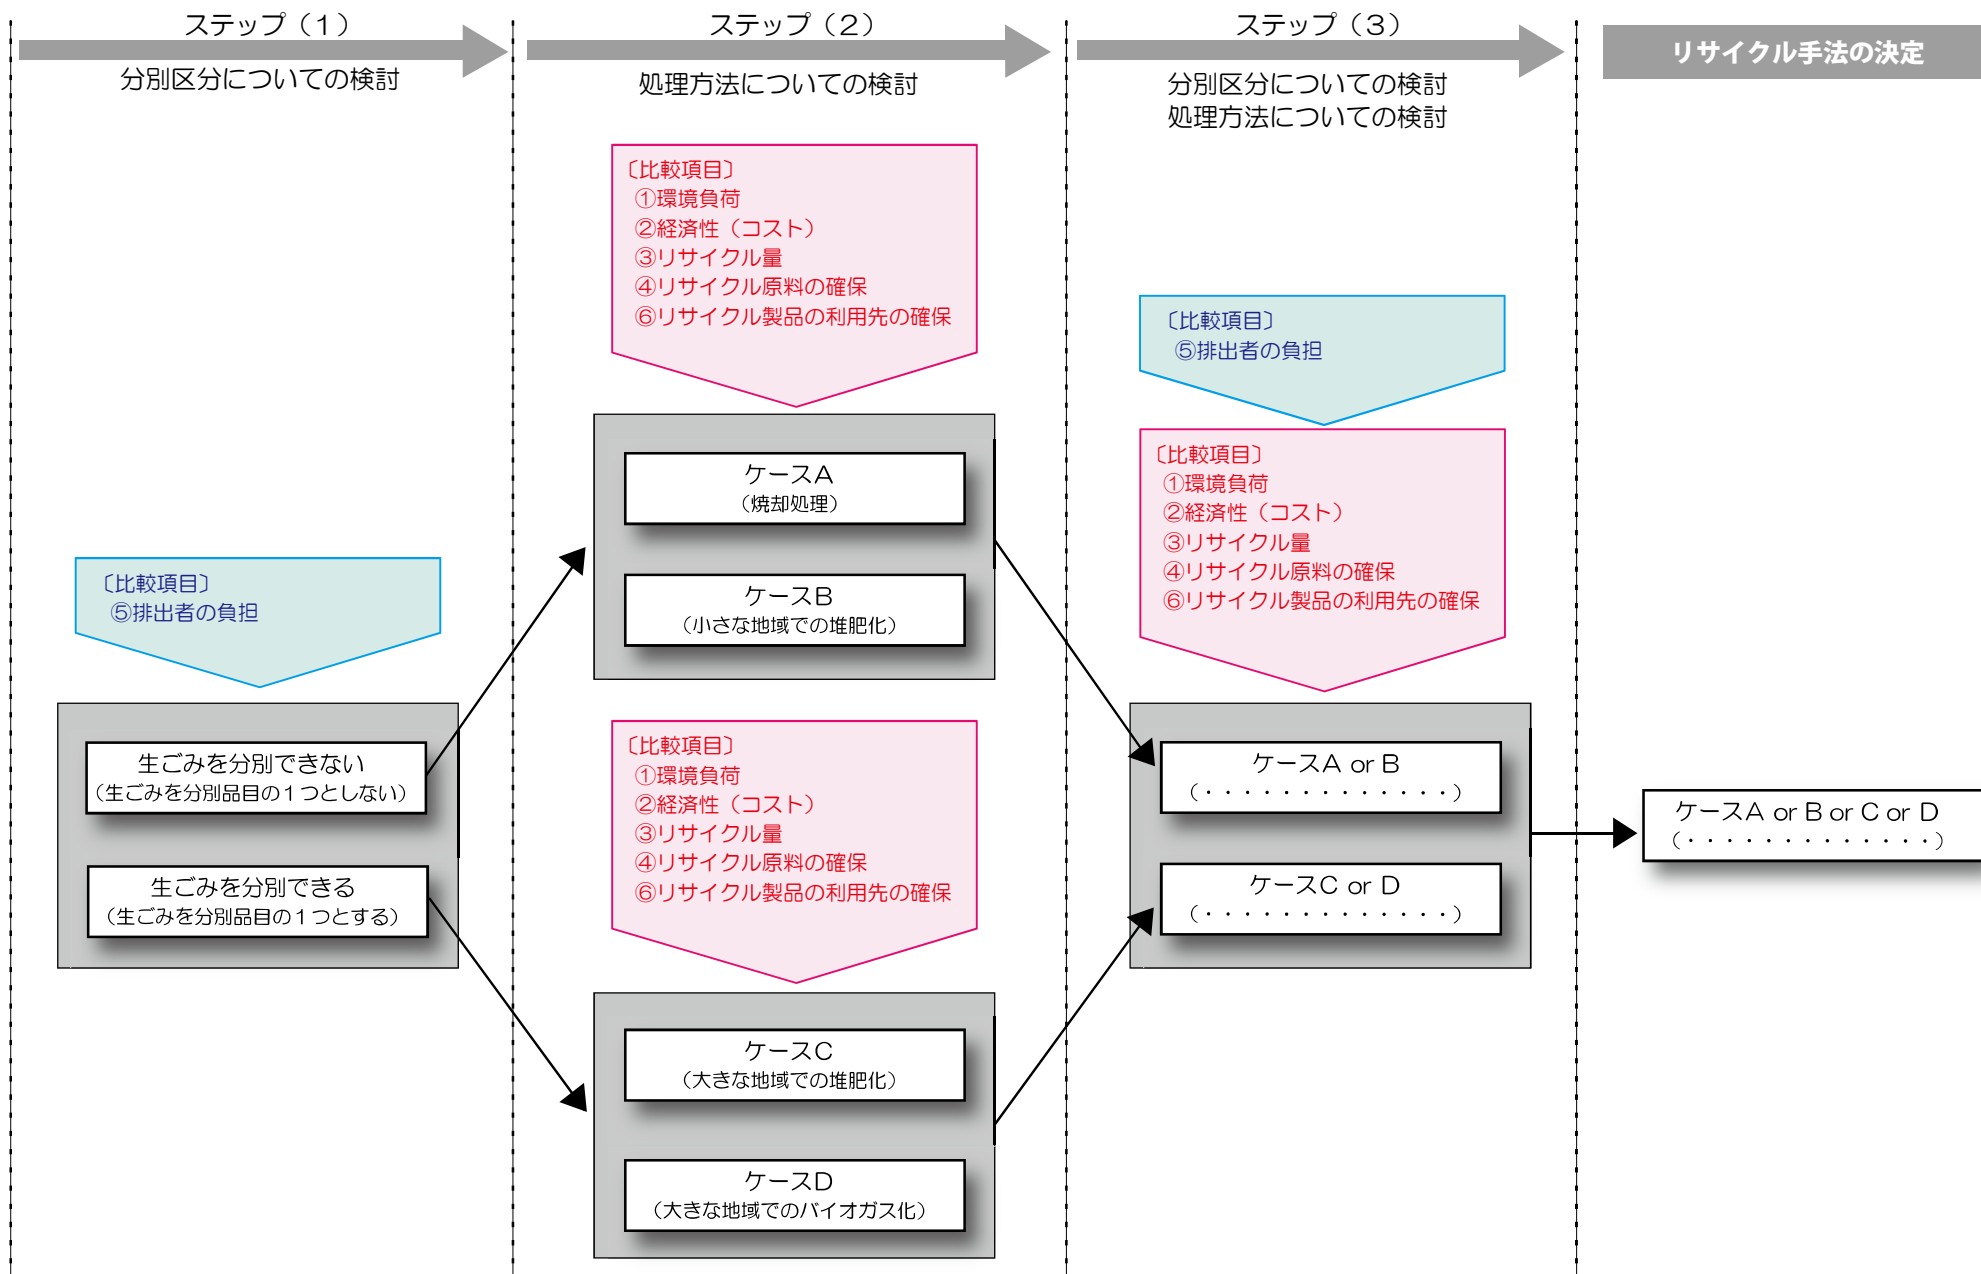 ステップ（１）
分別区分についての検討
〔比較項目〕
⑤排出者の負担
生ごみを分別できない
（生ごみを分別品目の１つとしない）
生ごみを分別できる
（生ごみを分別品目の１つとする）
ステップ（２）
処理方法についての検討
〔比較項目〕
①環境負荷
②経済性（コスト）
③リサイクル量
④リサイクル原料の確保
⑥リサイクル製品の利用先の確保
ケースA
（焼却処理）
ケースB
（小さな地域での堆肥化）
〔比較項目〕
①環境負荷
②経済性（コスト）
③リサイクル量
④リサイクル原料の確保
⑥リサイクル製品の利用先の確保
ケースC
（大きな地域での堆肥化）
ケースD
（大きな地域でのバイオガス化）
ステップ（３）
分別区分についての検討
処理方法についての検討
〔比較項目〕
⑤排出者の負担
〔比較項目〕
①環境負荷
②経済性（コスト）
③リサイクル量
④リサイクル原料の確保
⑥リサイクル製品の利用先の確保
ケースA or B
（・・・・・・・・・・・・・）
ケースC or D
（・・・・・・・・・・・・・）
リサイクル手法の決定
ケースA or B or C or D
（・・・・・・・・・・・・・）